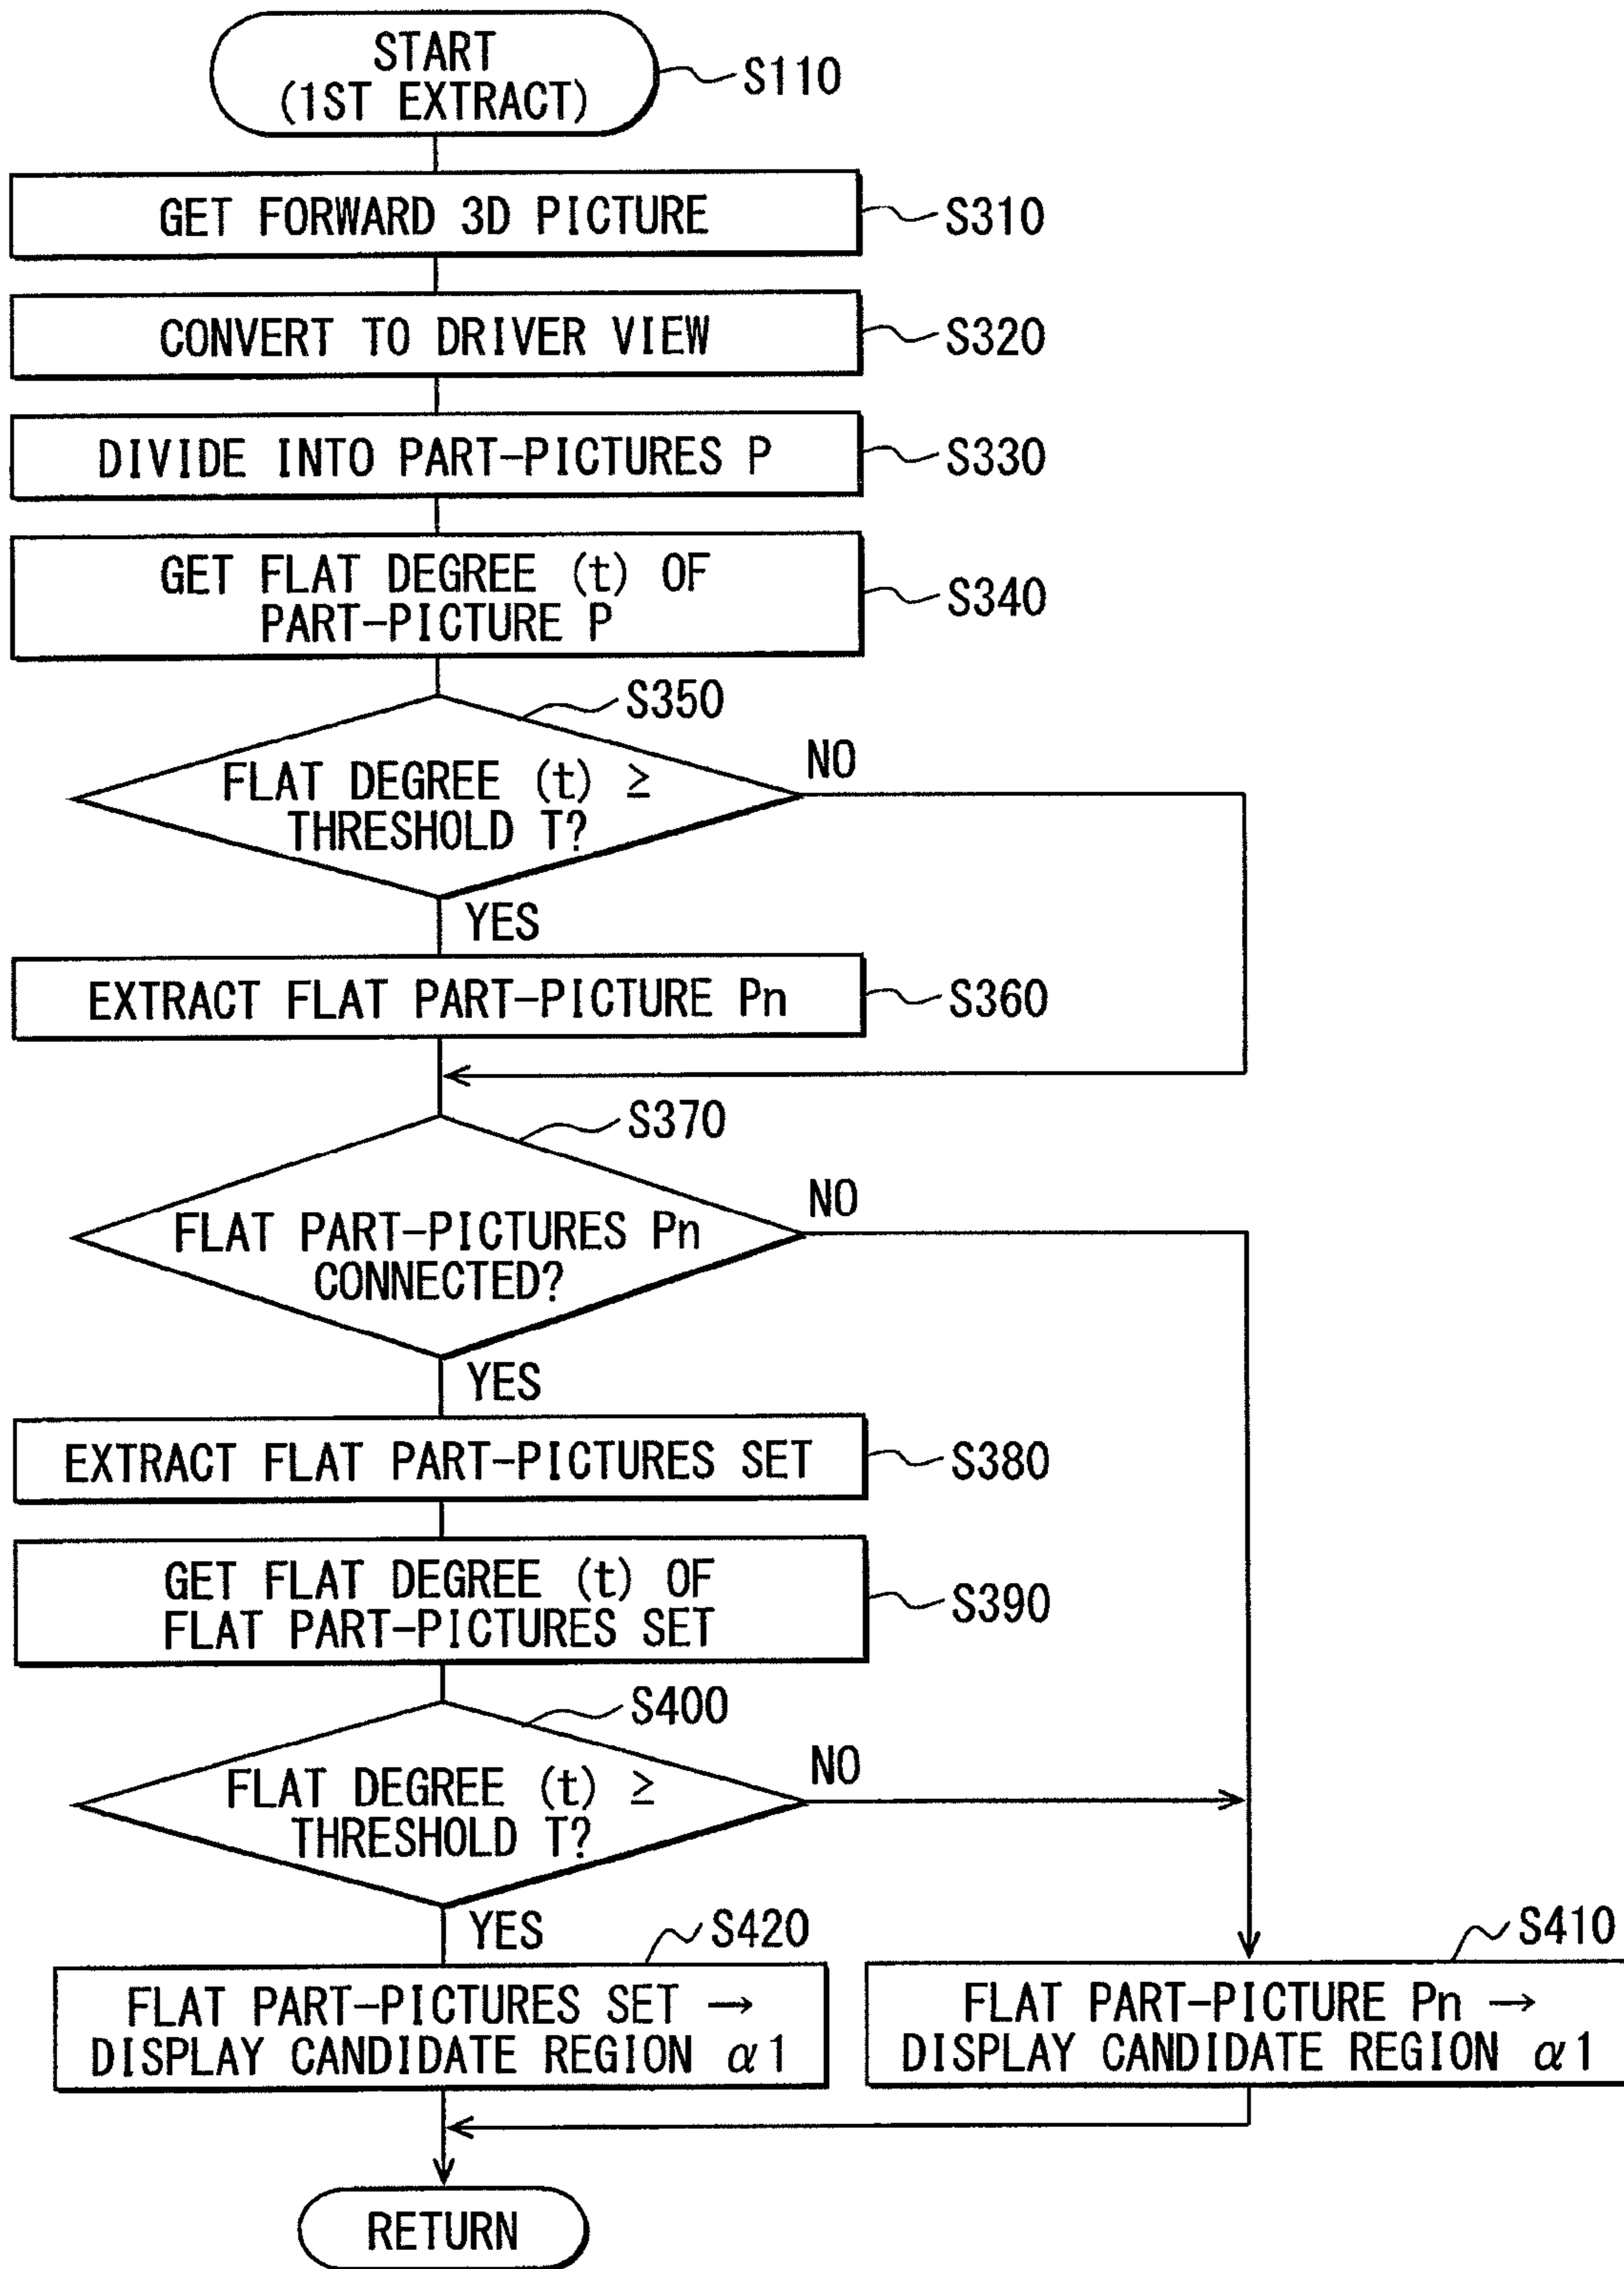 START
(1ST EXTRACT)
S110
GET FORWARD 3D PICTURE
S310
CONVERT TO DRIVER VIEW
S320
DIVIDE INTO PART-PICTURES P
S330
GET FLAT DEGREE (t) OF
PART-PICTURE P
S340
S350
FLAT DEGREE (t) ≥
THRESHOLD T?
NO
YES
EXTRACT FLAT PART-PICTURE Pn
S360
S370
FLAT PART-PICTURES Pn
CONNECTED?
NO
YES
EXTRACT FLAT PART-PICTURES SET
S380
GET FLAT DEGREE (t) OF
FLAT PART-PICTURES SET
S390
S400
FLAT DEGREE (t) ≥
THRESHOLD T?
NO
YES
S420
FLAT PART-PICTURES SET →
DISPLAY CANDIDATE REGION α1
S410
FLAT PART-PICTURE Pn →
DISPLAY CANDIDATE REGION α1
RETURN